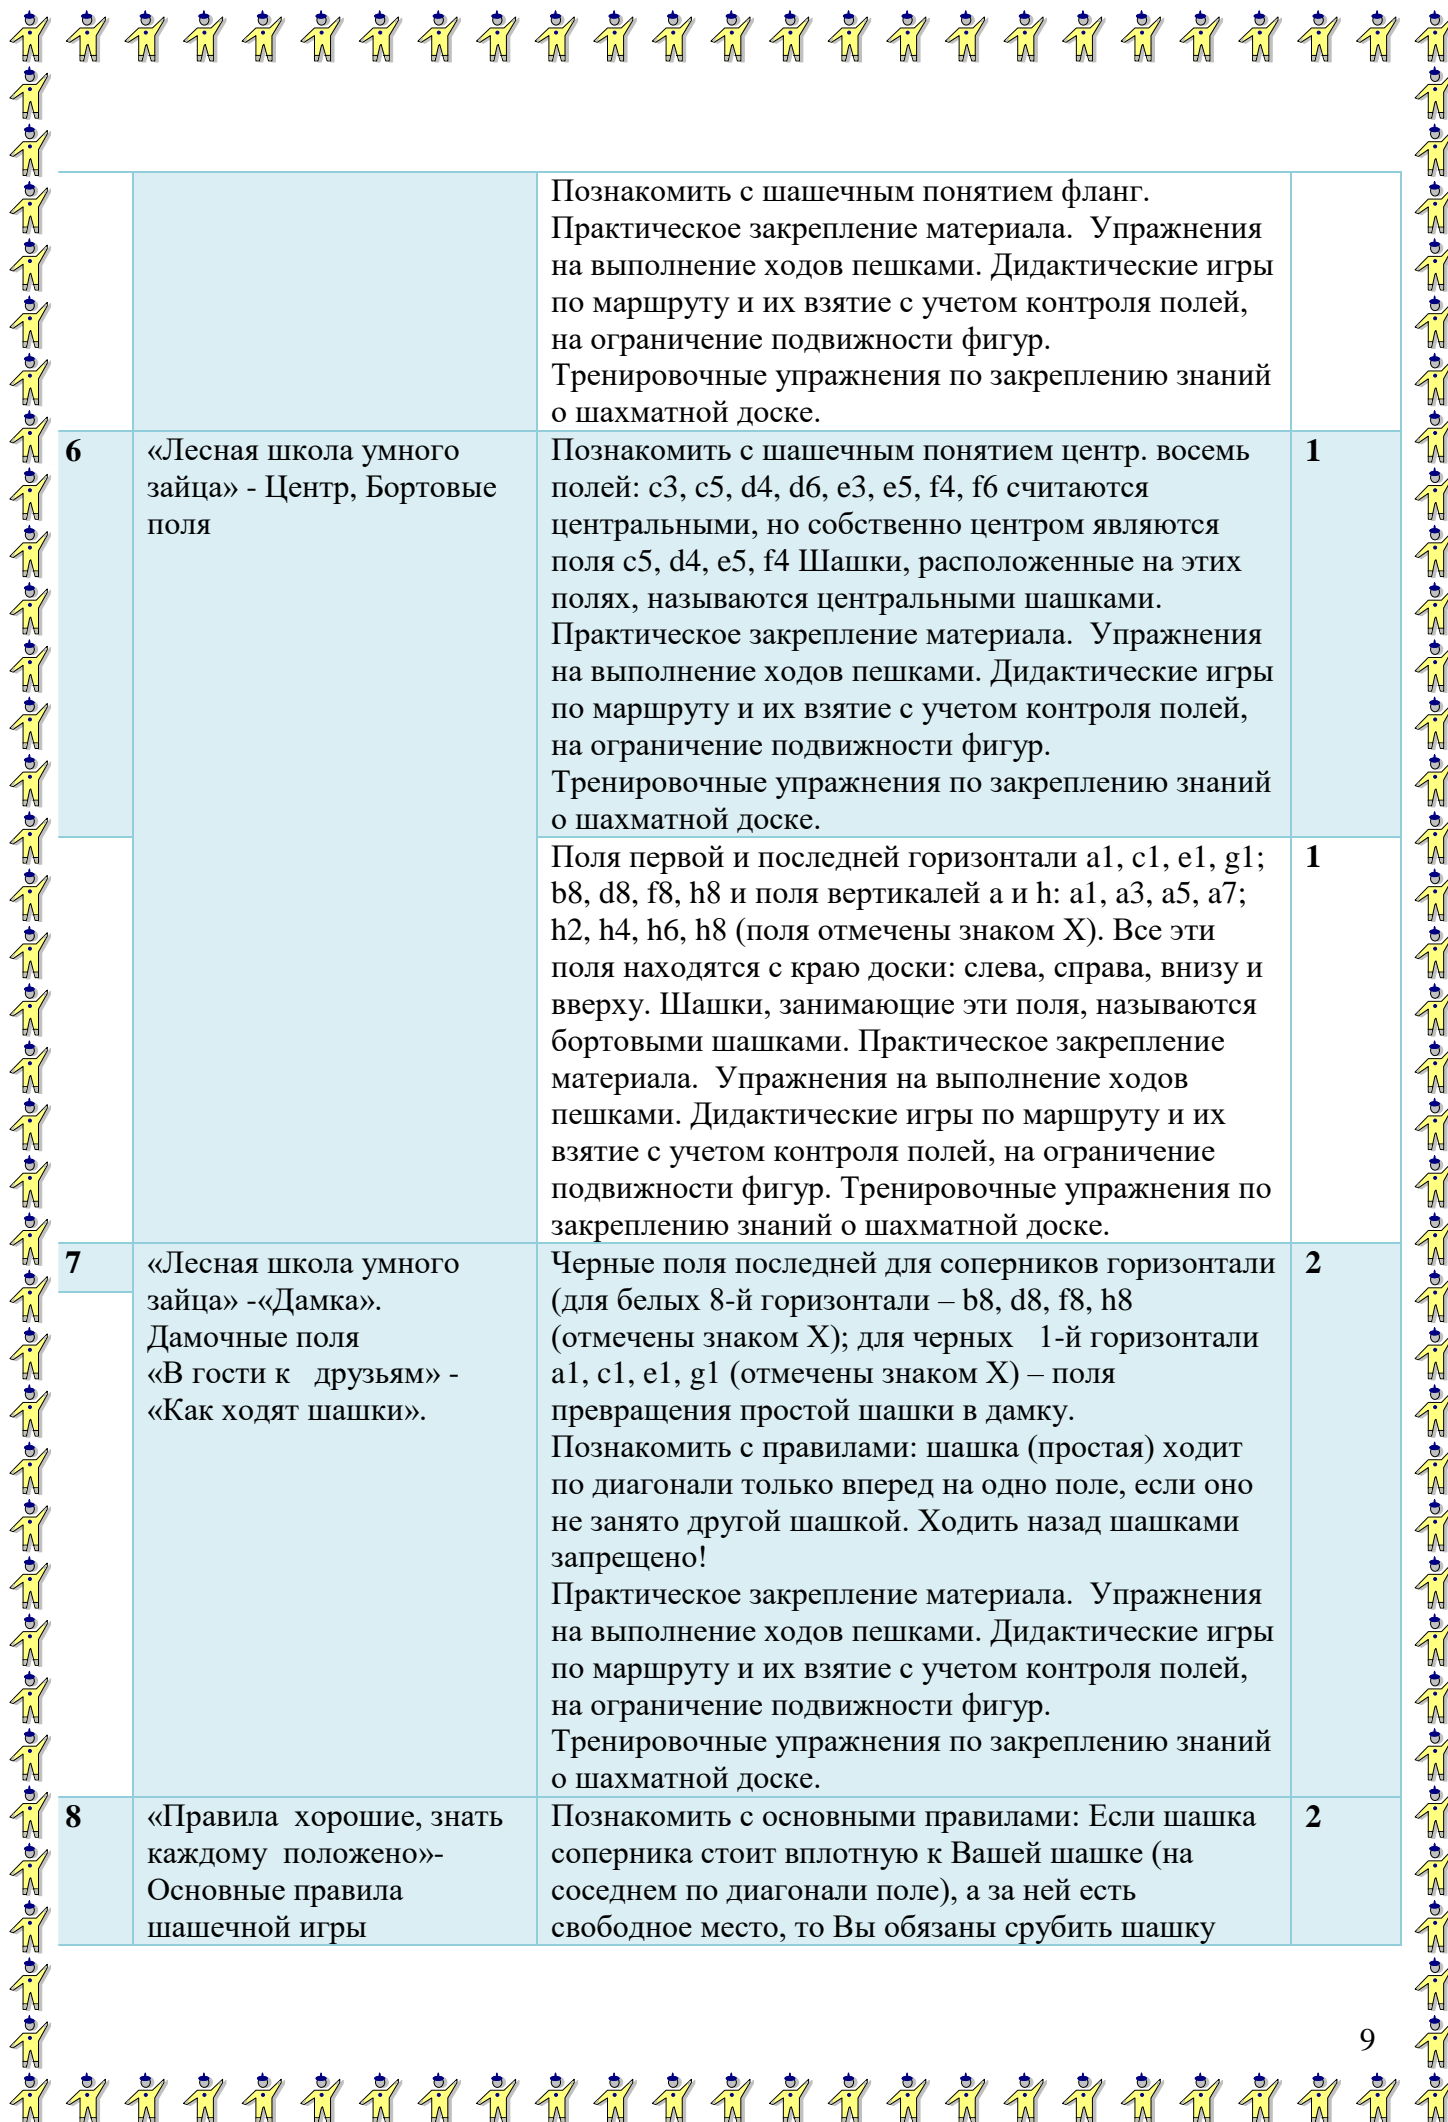 Познакомить с шашечным понятием фланг.
Практическое закрепление материала.  Упражнения
на выполнение ходов пешками. Дидактические игры
по маршруту и их взятие с учетом контроля полей,
на ограничение подвижности фигур.
Тренировочные упражнения по закреплению знаний
о шахматной доске.
6
«Лесная школа умного
зайца» - Центр, Бортовые
поля
Познакомить с шашечным понятием центр. восемь
полей: c3, c5, d4, d6, e3, e5, f4, f6 считаются
центральными, но собственно центром являются
поля c5, d4, e5, f4 Шашки, расположенные на этих
полях, называются центральными шашками.
Практическое закрепление материала.  Упражнения
на выполнение ходов пешками. Дидактические игры
по маршруту и их взятие с учетом контроля полей,
на ограничение подвижности фигур.
Тренировочные упражнения по закреплению знаний
о шахматной доске.
1
Поля первой и последней горизонтали a1, c1, e1, g1;
b8, d8, f8, h8 и поля вертикалей a и h: a1, a3, a5, a7;
h2, h4, h6, h8 (поля отмечены знаком X). Все эти
поля находятся с краю доски: слева, справа, внизу и
вверху. Шашки, занимающие эти поля, называются
бортовыми шашками. Практическое закрепление
материала.  Упражнения на выполнение ходов
пешками. Дидактические игры по маршруту и их
взятие с учетом контроля полей, на ограничение
подвижности фигур. Тренировочные упражнения по
закреплению знаний о шахматной доске.
1
7
«Лесная школа умного
зайца» -«Дамка».
Дамочные поля
«В гости к   друзьям» -
«Как ходят шашки».
Черные поля последней для соперников горизонтали
(для белых 8-й горизонтали – b8, d8, f8, h8
(отмечены знаком X); для черных   1-й горизонтали
a1, c1, e1, g1 (отмечены знаком X) – поля
превращения простой шашки в дамку.
Познакомить с правилами: шашка (простая) ходит
по диагонали только вперед на одно поле, если оно
не занято другой шашкой. Ходить назад шашками
запрещено!
Практическое закрепление материала.  Упражнения
на выполнение ходов пешками. Дидактические игры
по маршруту и их взятие с учетом контроля полей,
на ограничение подвижности фигур.
Тренировочные упражнения по закреплению знаний
о шахматной доске.
2
8
«Правила  хорошие, знать
каждому  положено»-
Основные правила
шашечной игры
Познакомить с основными правилами: Если шашка
соперника стоит вплотную к Вашей шашке (на
соседнем по диагонали поле), а за ней есть
свободное место, то Вы обязаны срубить шашку
2
9